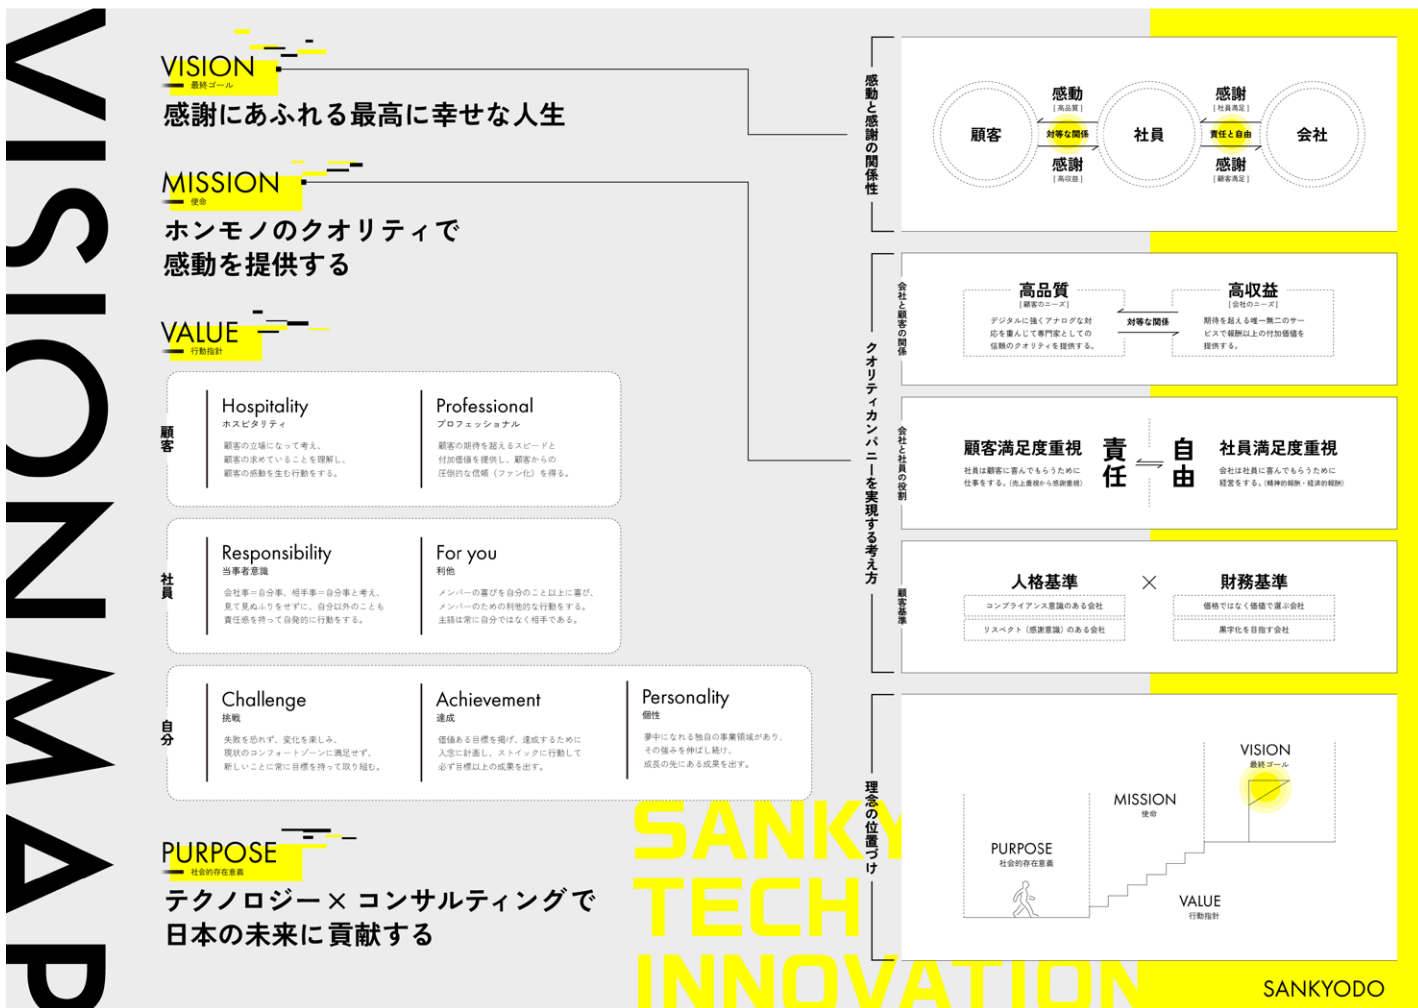 VISION MAP
VISION
最終ゴール
感謝にあふれる最高に幸せな人生
MISSION
使命
ホンモノのクオリティで
感動を提供する
VALUE
行動指針
顧客
Hospitality
ホスピタリティ
顧客の立場になって考え、
顧客の求めていることを理解し、
顧客の感動を生む行動をする。
Professional
プロフェッショナル
顧客の期待を超えるスピードと
付加価値を提供し、顧客からの
圧倒的な信頼（ファン化）を得る。
社員
Responsibility
当事者意識
会社事＝自分事、相手事＝自分事と考え、
見て見ぬふりをせずに、自分以外のことも
責任感を持って自発的に行動をする。
For you
利他
メンバーの喜びを自分のこと以上に喜び、
メンバーのための利他的な行動をする。
主語は常に自分ではなく相手である。
自分
Challenge
挑戦
失敗を恐れず、変化を楽しみ、
現状のコンフォートゾーンに満足せず、
新しいことに常に目標を持って取り組む。
Achievement
達成
価値ある目標を掲げ、達成するために
入念に計画し、ストイックに行動して
必ず目標以上の成果を出す。
Personality
個性
夢中になれる独自の事業領域があり、
その強みを伸ばし続け、
成長の先にある成果を出す。
PURPOSE
社会的存在意義
テクノロジー×コンサルティングで
日本の未来に貢献する
SANKY
TECH
INNOVATION
感動と感謝の関係性
顧客
感動
[ 高品質 ]
対等な関係
感謝
[ 高収益 ]
社員
感謝
[ 社員満足 ]
責任と自由
感謝
[ 顧客満足 ]
会社
クオリティカンパニーを実現する考え方
会社と顧客の関係
高品質
[ 顧客のニーズ ]
デジタルに強くアナログな対
応を重んじて専門家としての
信頼のクオリティを提供する。
対等な関係
高収益
[ 会社のニーズ ]
期待を超える唯一無二のサー
ビスで報酬以上の付加価値を
提供する。
会社と社員の役割
顧客満足度重視
社員は顧客に喜んでもらうために
仕事をする。（売上重視から感謝重視）
責任
自由
社員満足度重視
会社は社員に喜んでもらうために
経営をする。（精神的報酬・経済的報酬）
顧客基準
人格基準
コンプライアンス意識のある会社
リスペクト（感謝意識）のある会社
×
財務基準
価格ではなく価値で選ぶ会社
黒字化を目指す会社
理念の位置づけ
VISION
最終ゴール
MISSION
使命
PURPOSE
社会的存在意義
VALUE
行動指針
SANKYODO